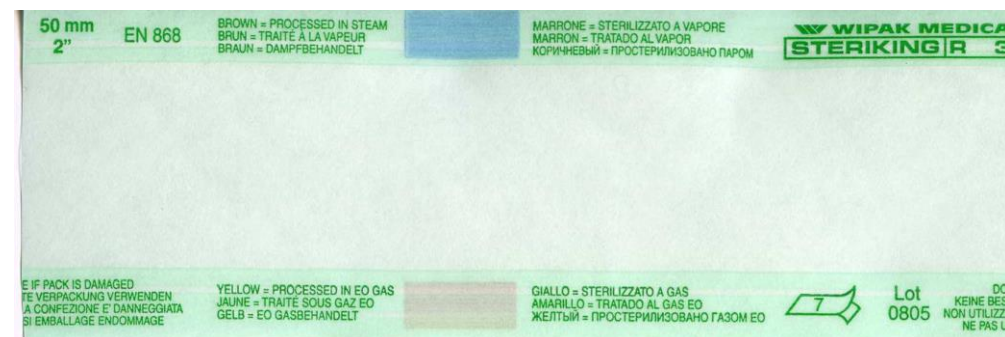 50 mm
2"
EN 868
BROWN = PROCESSED IN STEAM
BRUN = TRAITÉ À LA VAPEUR
BRAUN = DAMPFBEHANDELT
MARRONE = STERILIZZATO A VAPORE
MARRON = TRATADO AL VAPOR
КОРИЧНЕВЫЙ = ПРОСТЕРИЛИЗОВАНО ПАРОМ
WIPAK MEDICA
STERIKING R 3
E IF PACK IS DAMAGED
TE VERPACKUNG VERWENDEN
A CONFEZIONE E' DANNEGGIATA
SI EMBALLAGE ENDOMMAGE
YELLOW = PROCESSED IN EO GAS
JAUNE = TRAITÉ SOUS GAZ EO
GELB = EO GASBEHANDELT
GIALLO = STERILIZZATO A GAS
AMARILLO = TRATADO AL GAS EO
ЖЕЛТЫЙ = ПРОСТЕРИЛИЗОВАНО ГАЗОМ ЕО
7
Lot
0805
DO
KEINE BES
NON UTILIZZ
NE PAS U